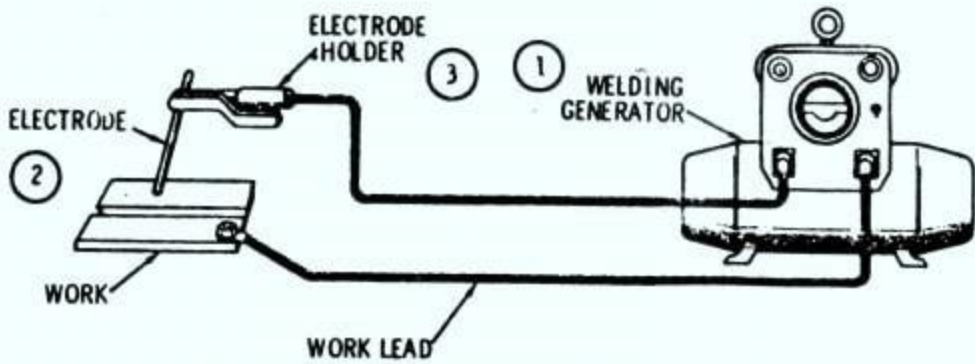 ELECTRODE
HOLDER
3
1
WELDING
GENERATOR
ELECTRODE
2
WORK
WORK LEAD